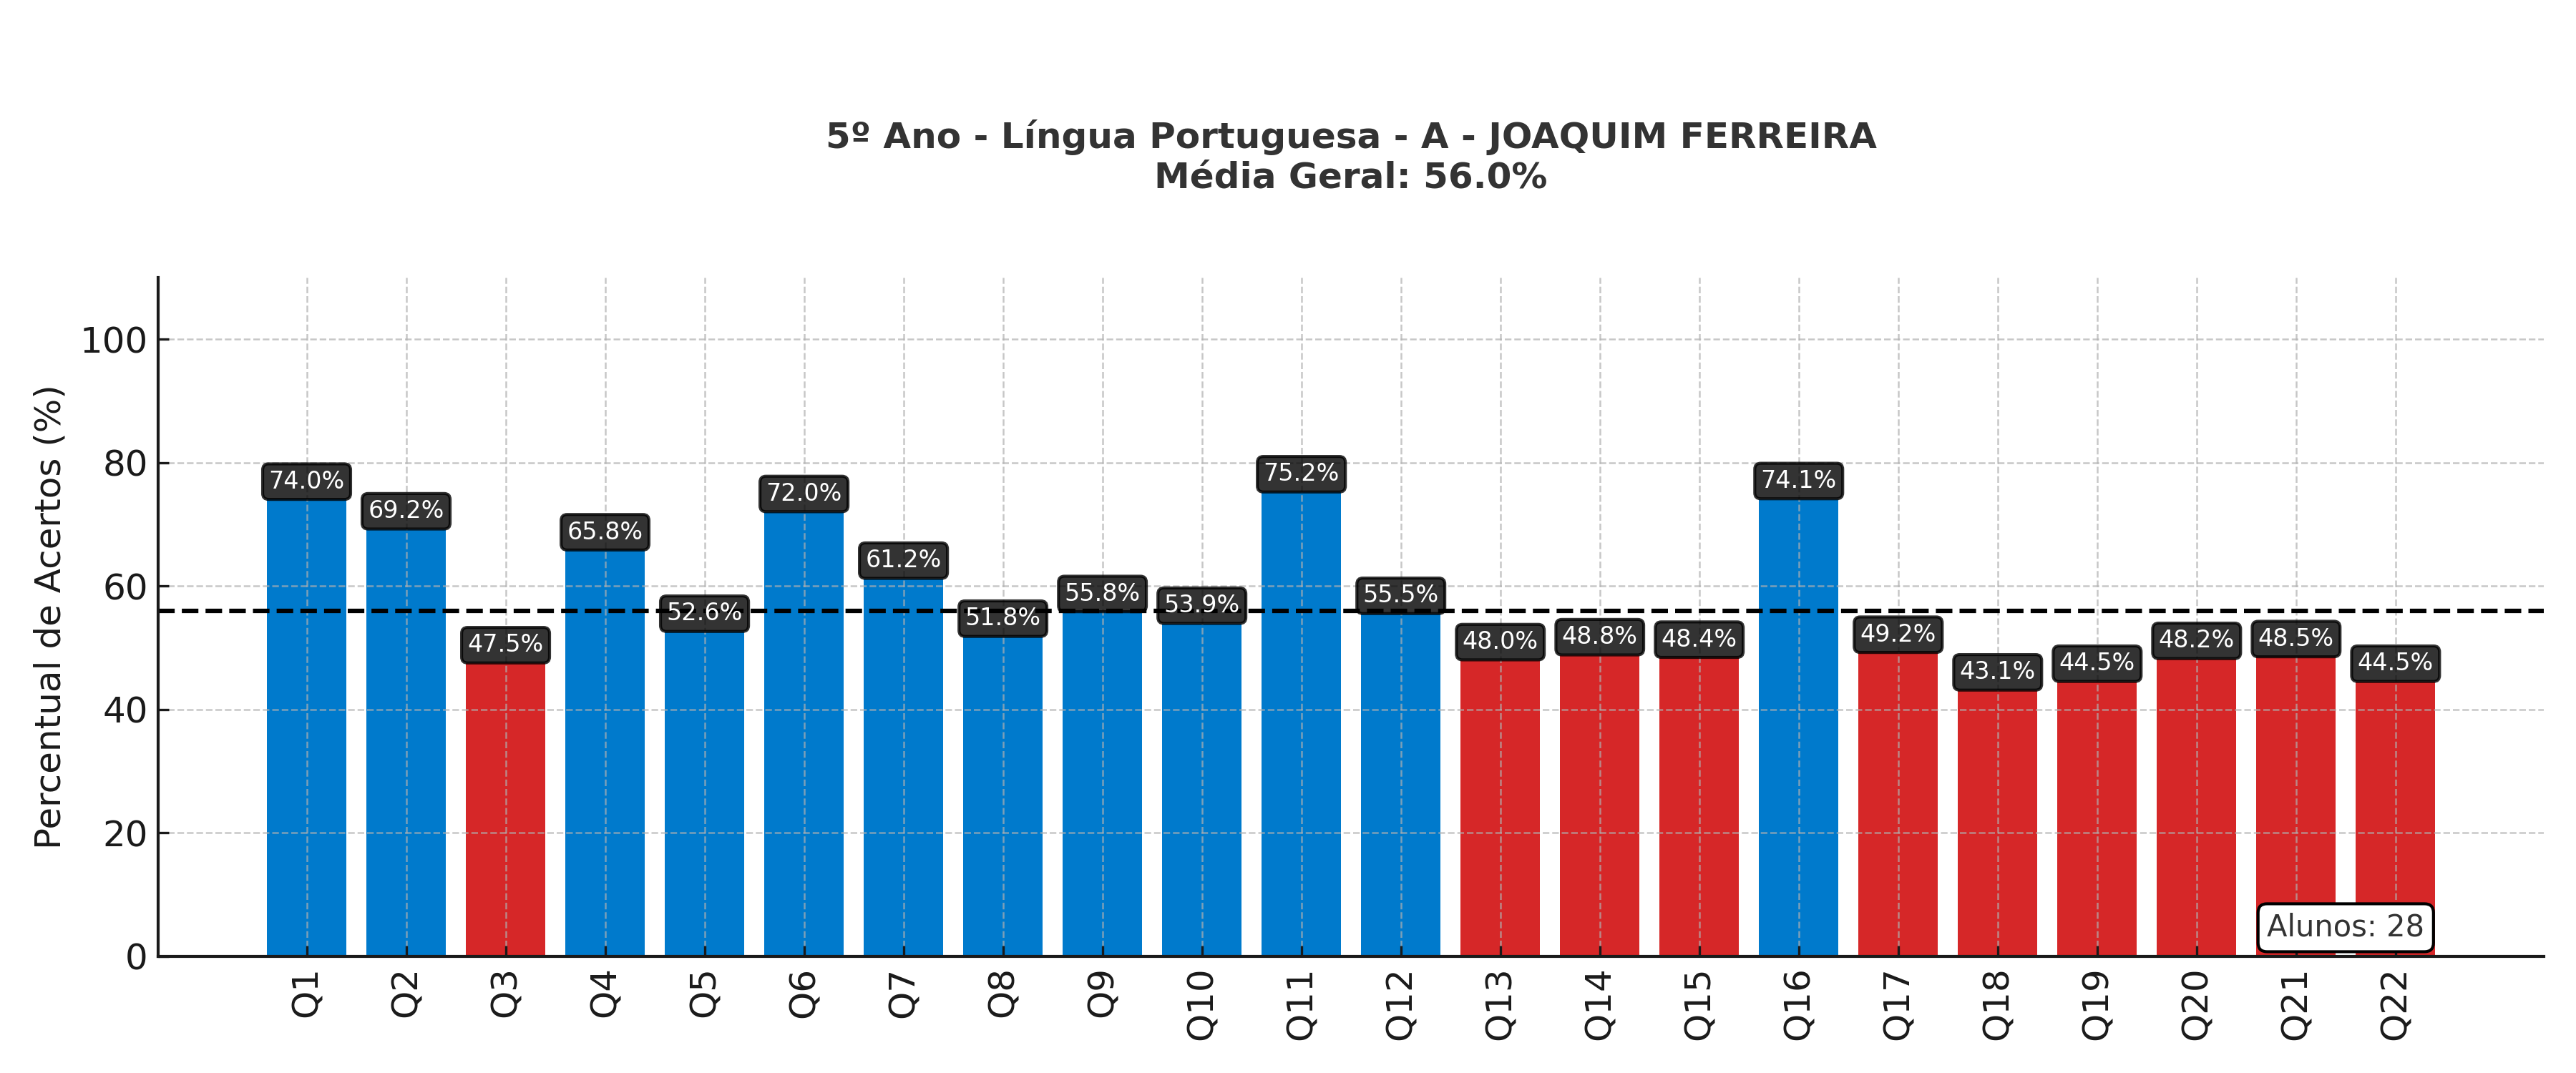 5º Ano - Língua Portuguesa - A - JOAQUIM FERREIRA
Média Geral: 56.0%
Percentual de Acertos (%)
100
80
60
40
20
0
74.0%
69.2%
47.5%
65.8%
52.6%
72.0%
61.2%
51.8%
55.8%
53.9%
75.2%
55.5%
48.0%
48.8%
48.4%
74.1%
49.2%
43.1%
44.5%
48.2%
48.5%
44.5%
Alunos: 28
Q1
Q2
Q3
Q4
Q5
Q6
Q7
Q8
Q9
Q10
Q11
Q12
Q13
Q14
Q15
Q16
Q17
Q18
Q19
Q20
Q21
Q22